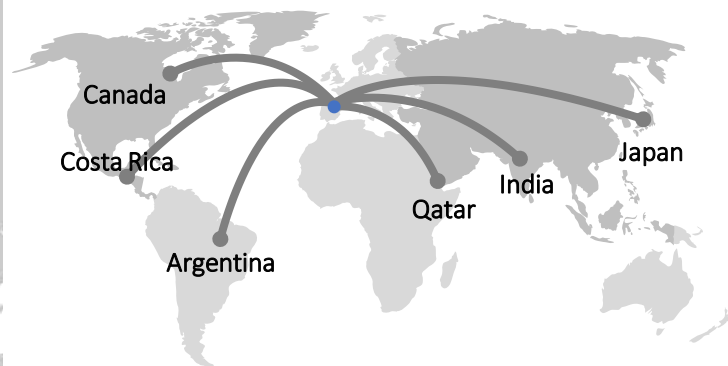 Canada
Costa Rica
Japan
India
Qatar
Argentina